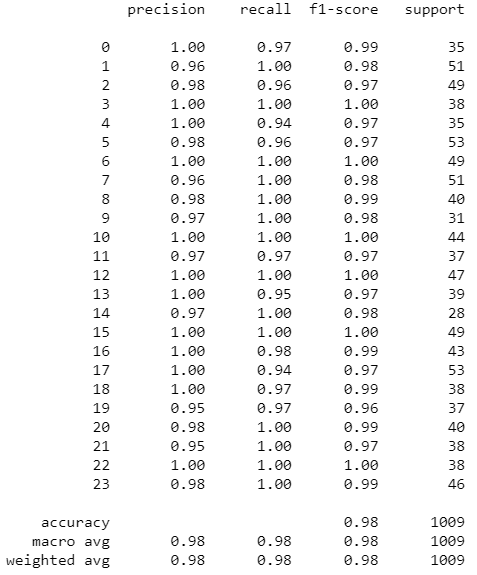 precision recall f1-score support
0 1.00 0.97 0.99 35
1 0.96 1.00 0.98 51
2 0.98 0.96 0.97 49
3 1.00 1.00 1.00 38
4 1.00 0.94 0.97 35
5 0.98 0.96 0.97 53
6 1.00 1.00 1.00 49
7 0.96 1.00 0.98 51
8 0.98 1.00 0.99 40
9 0.97 1.00 0.98 31
10 1.00 1.00 1.00 44
11 0.97 0.97 0.97 37
12 1.00 1.00 1.00 47
13 1.00 0.95 0.97 39
14 0.97 1.00 0.98 28
15 1.00 1.00 1.00 49
16 1.00 0.98 0.99 43
17 1.00 0.94 0.97 53
18 1.00 0.97 0.99 38
19 0.95 0.97 0.96 37
20 0.98 1.00 0.99 40
21 0.95 1.00 0.97 38
22 1.00 1.00 1.00 38
23 0.98 1.00 0.99 46
accuracy 0.98 1009
macro avg 0.98 0.98 0.98 1009
weighted avg 0.98 0.98 0.98 1009